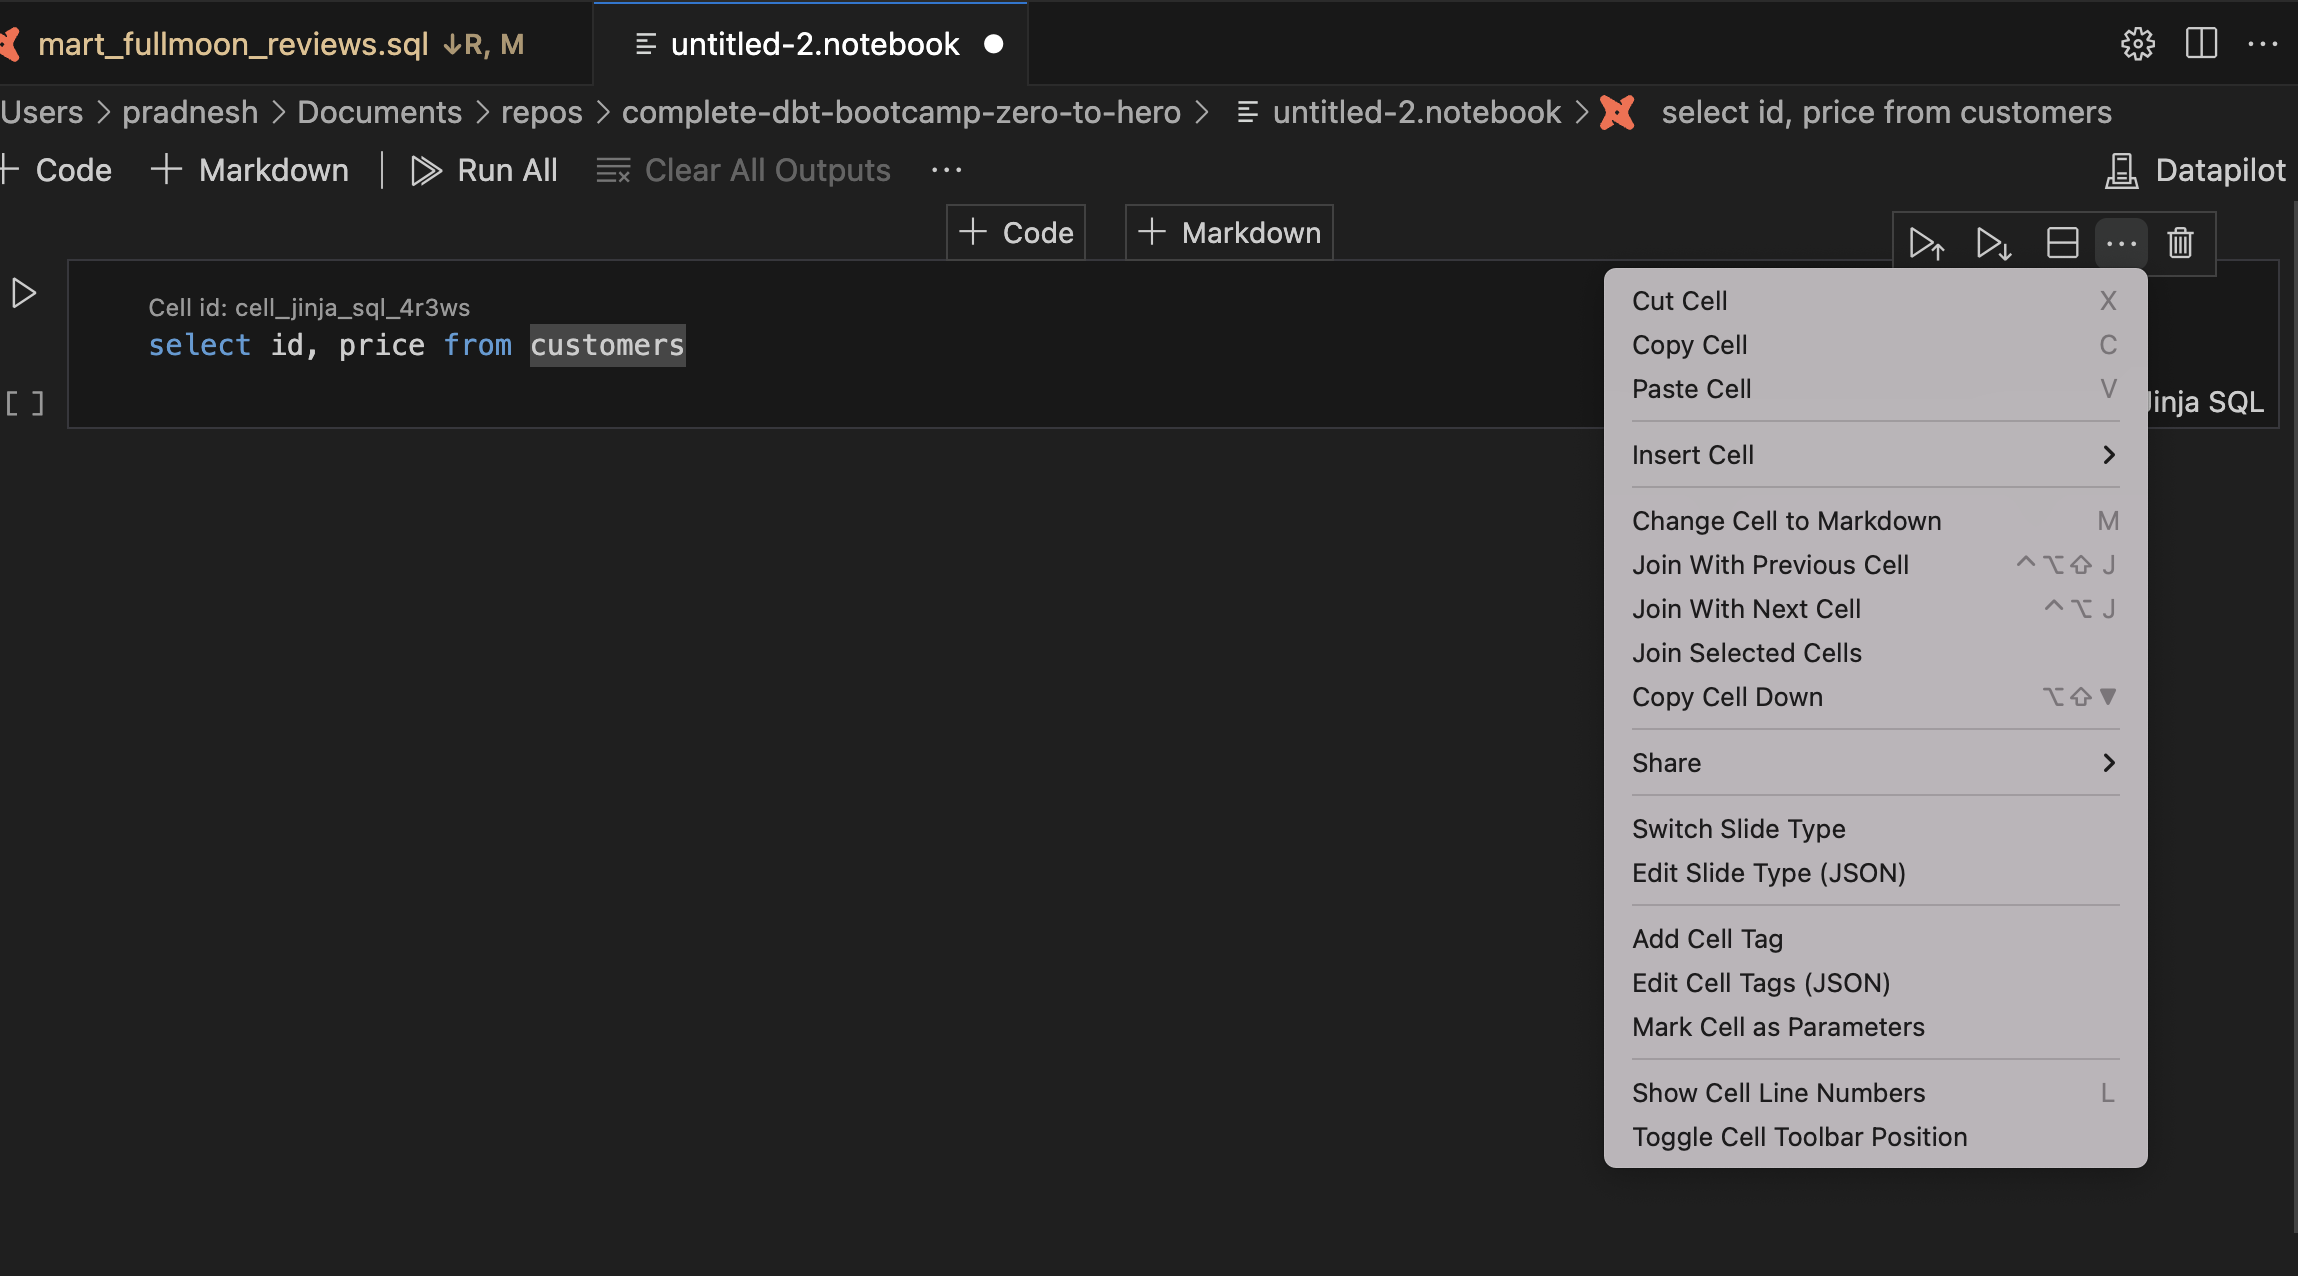 mart_fullmoon_reviews.sql ↓R, M
untitled-2.notebook
Users > pradnesh > Documents > repos > complete-dbt-bootcamp-zero-to-hero > untitled-2.notebook > select id, price from customers
+ Code + Markdown | Run All Clear All Outputs ...
Datapilot
+ Code + Markdown
Cell id: cell_jinja_sql_4r3ws
select id, price from customers
[ ]
Jinja SQL
Cut Cell X
Copy Cell C
Paste Cell V
Insert Cell >
Change Cell to Markdown M
Join With Previous Cell ^⌥⇧ J
Join With Next Cell ^⌥ J
Join Selected Cells
Copy Cell Down ⌥⇧▼
Share >
Switch Slide Type
Edit Slide Type (JSON)
Add Cell Tag
Edit Cell Tags (JSON)
Mark Cell as Parameters
Show Cell Line Numbers L
Toggle Cell Toolbar Position